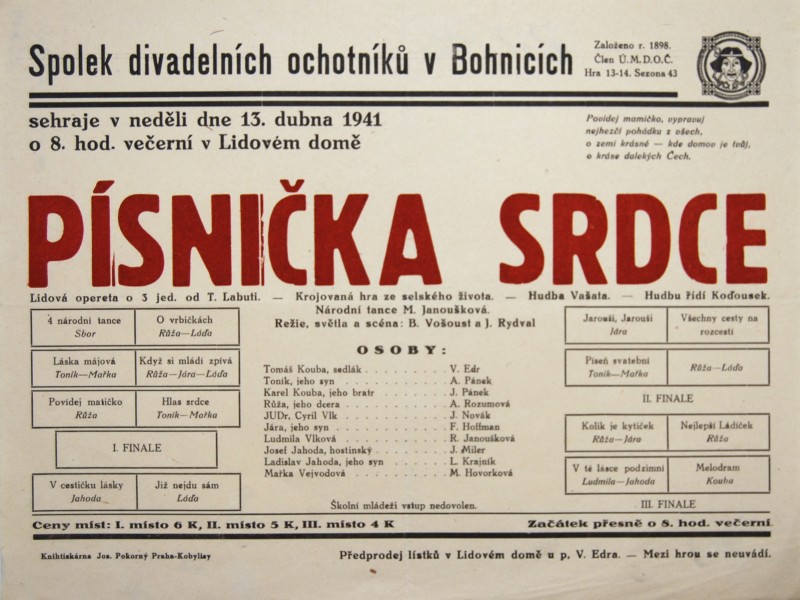 Spolek divadelních ochotníků v Bohnicích
Založeno r. 1898.
Člen Ú.M.D.O.Č.
Hra 13-14. Sezona 43
sehraje v neděli dne 13. dubna 1941
o 8. hod. večerní v Lidovém domě
Povídej mamičko, vypravuj
nejhezčí pohádku z všech,
o zemi krásné — kde domov je tvůj,
o kráse dalekých Čech.
PÍSNIČKA SRDCE
Lidová opereta o 3 jed. od T. Labuti. — Krojovaná hra ze selského života. — Hudba Vašata. — Hudbu řídí Koďousek.
Národní tance M. Janoušková.
Režie, světla a scéna: B. Vošoust a J. Rydval
4 národní tance
Sbor
O vrbičkách
Růža—Láďa
Láska májová
Toník—Mařka
Když si mládí zpívá
Růža—Jára—Láďa
Povídej matičko
Růža
Hlas srdce
Toník—Mařka
I. FINALE
V cestičku lásky
Jahoda
Již nejdu sám
Láďa
OSOBY:
Tomáš Kouba, sedlák . . . . . . . V. Edr
Toník, jeho syn . . . . . . . A. Pánek
Karel Kouba, jeho bratr . . . . . . . J. Pánek
Růža, jeho dcera . . . . . . . A. Rozumová
JUDr. Cyril Vlk . . . . . . . J. Novák
Jára, jeho syn . . . . . . . F. Hoffman
Ludmila Vlková . . . . . . . R. Janoušková
Josef Jahoda, hostinský . . . . . . . J. Miler
Ladislav Jahoda, jeho syn . . . . . . . L. Krajník
Mařka Vejvodová . . . . . . . M. Hovorková
Školní mládeži vstup nedovolen.
Jarouši, Jarouši
Jára
Všechny cesty na
rozcestí
Píseň svatební
Toník—Mařka
Růža—Láďa
II. FINALE
Kolik je kytiček
Růža—Jára
Nejlepší Ládíček
Růža
V té lásce podzimní
Ludmila—Jahoda
Melodram
Kouba
III. FINALE
Ceny míst: I. místo 6 K, II. místo 5 K, III. místo 4 K
Začátek přesně o 8. hod. večerní.
Knihtiskárna Jos. Pokorný Praha-Kobylisy
Předprodej lístků v Lidovém domě u p. V. Edra. — Mezi hrou se neuvádí.